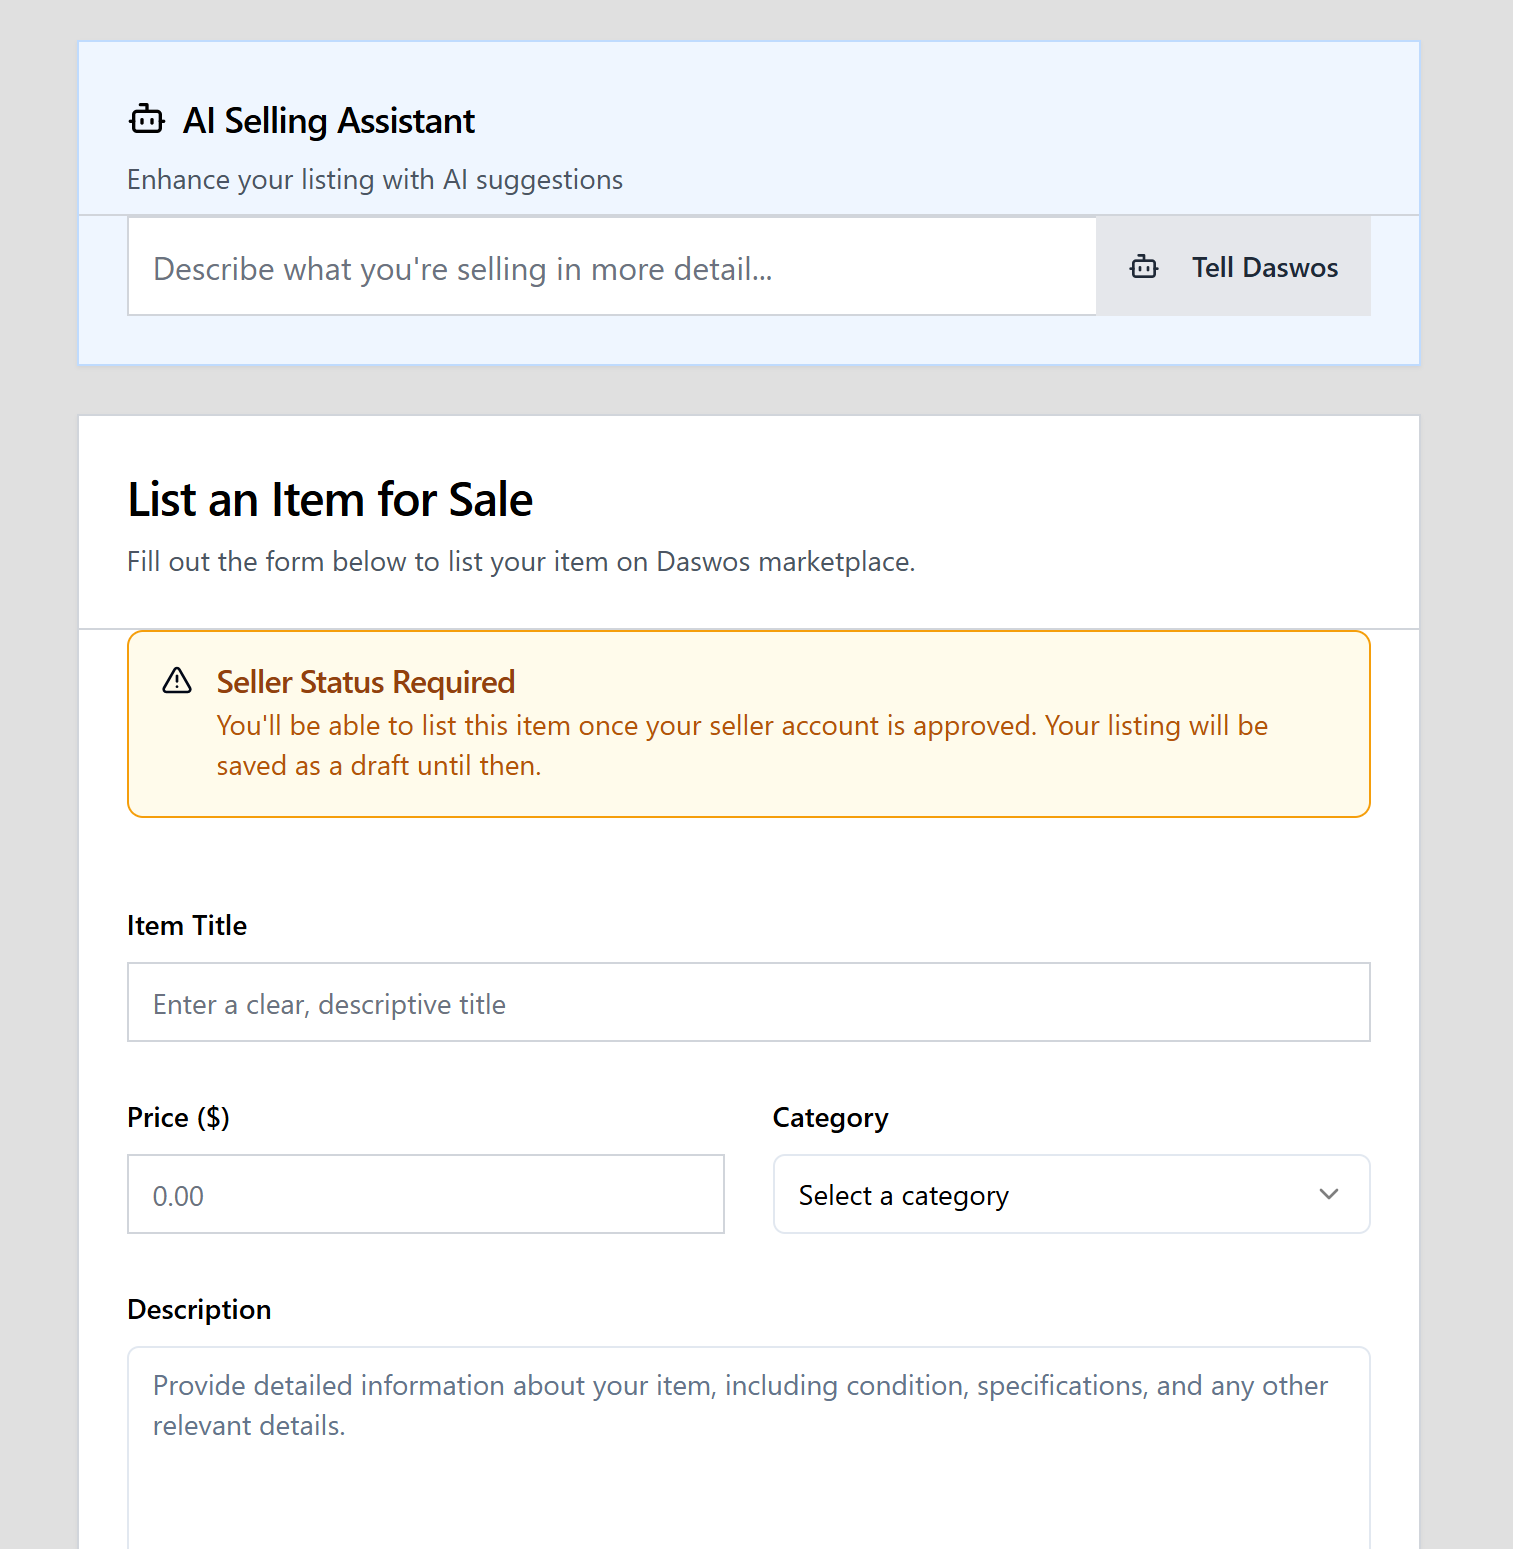 AI Selling Assistant
Enhance your listing with AI suggestions
Describe what you're selling in more detail...
Tell Daswos
List an Item for Sale
Fill out the form below to list your item on Daswos marketplace.
Seller Status Required
You'll be able to list this item once your seller account is approved. Your listing will be
saved as a draft until then.
Item Title
Enter a clear, descriptive title
Price ($)
Category
0.00
Select a category
Description
Provide detailed information about your item, including condition, specifications, and any other
relevant details.